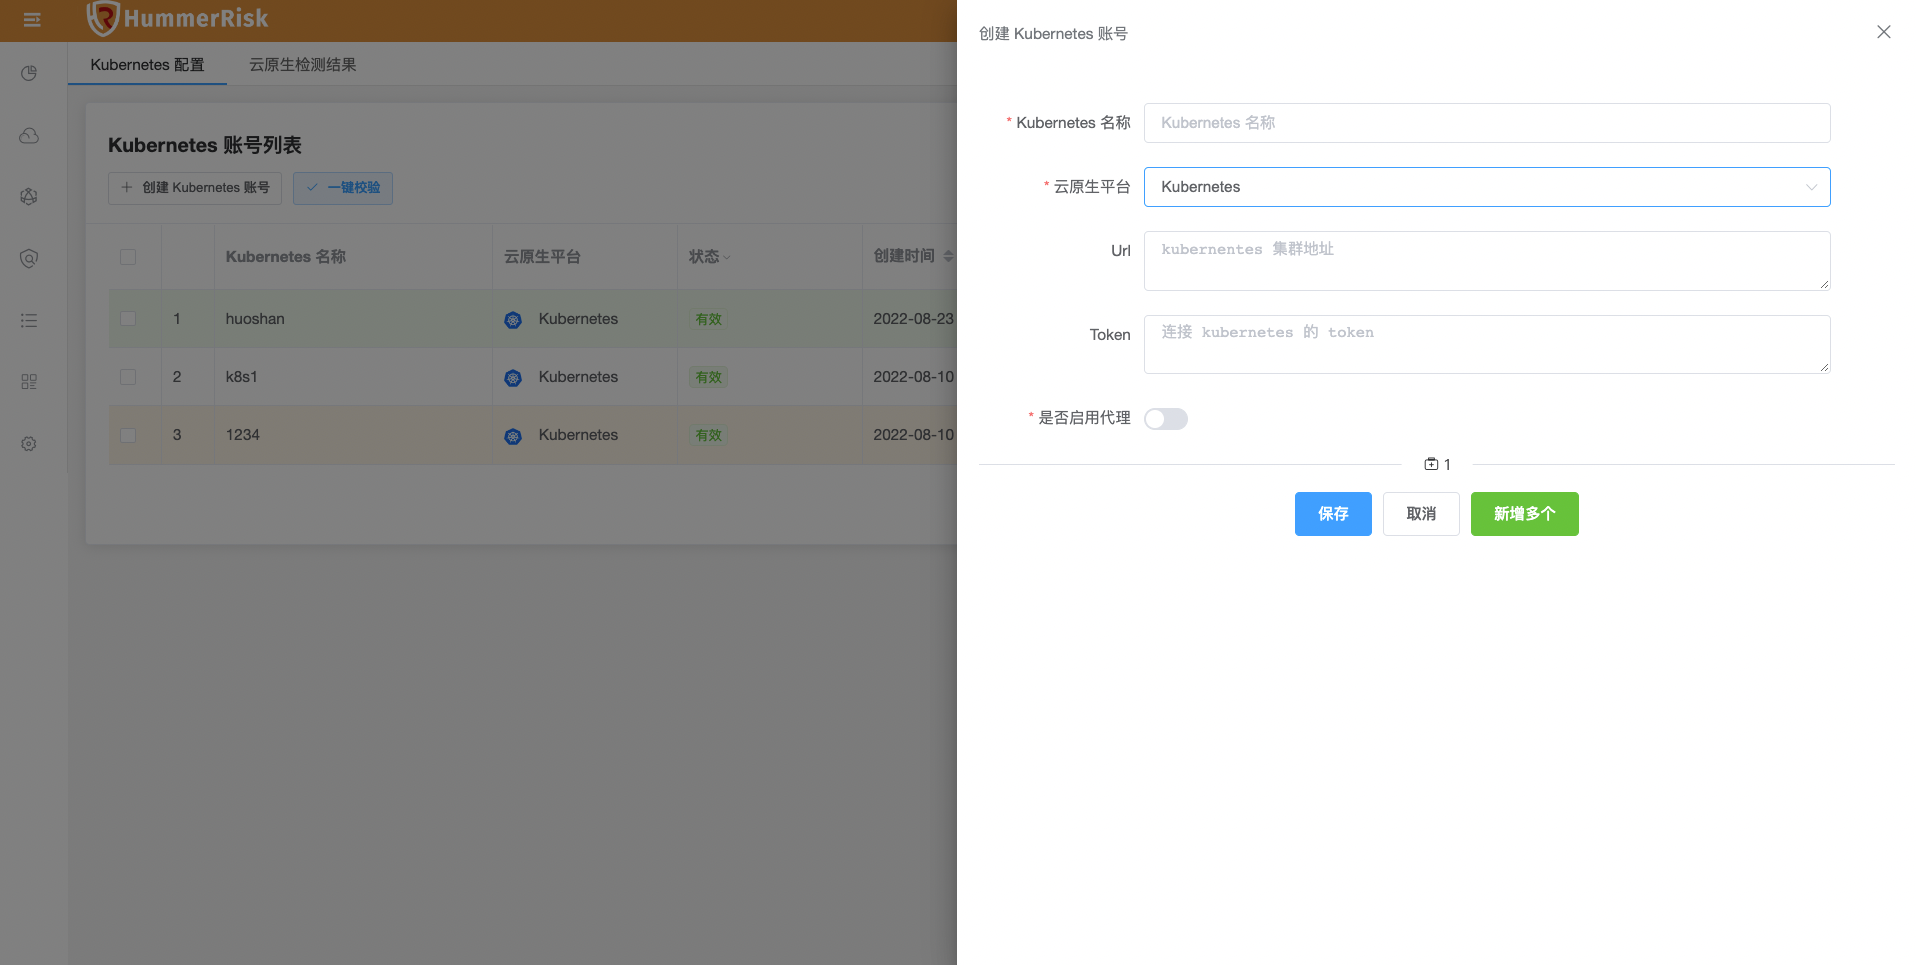 HummerRisk
Kubernetes 配置
云原生检测结果
Kubernetes 账号列表
创建 Kubernetes 账号
一键校验
Kubernetes 名称
云原生平台
状态
创建时间
1
huoshan
Kubernetes
有效
2022-08-23
2
k8s1
Kubernetes
有效
2022-08-10
3
1234
Kubernetes
有效
2022-08-10
创建 Kubernetes 账号
* Kubernetes 名称
Kubernetes 名称
* 云原生平台
Kubernetes
Url
kubernentes 集群地址
Token
连接 kubernetes 的 token
* 是否启用代理
1
保存
取消
新增多个